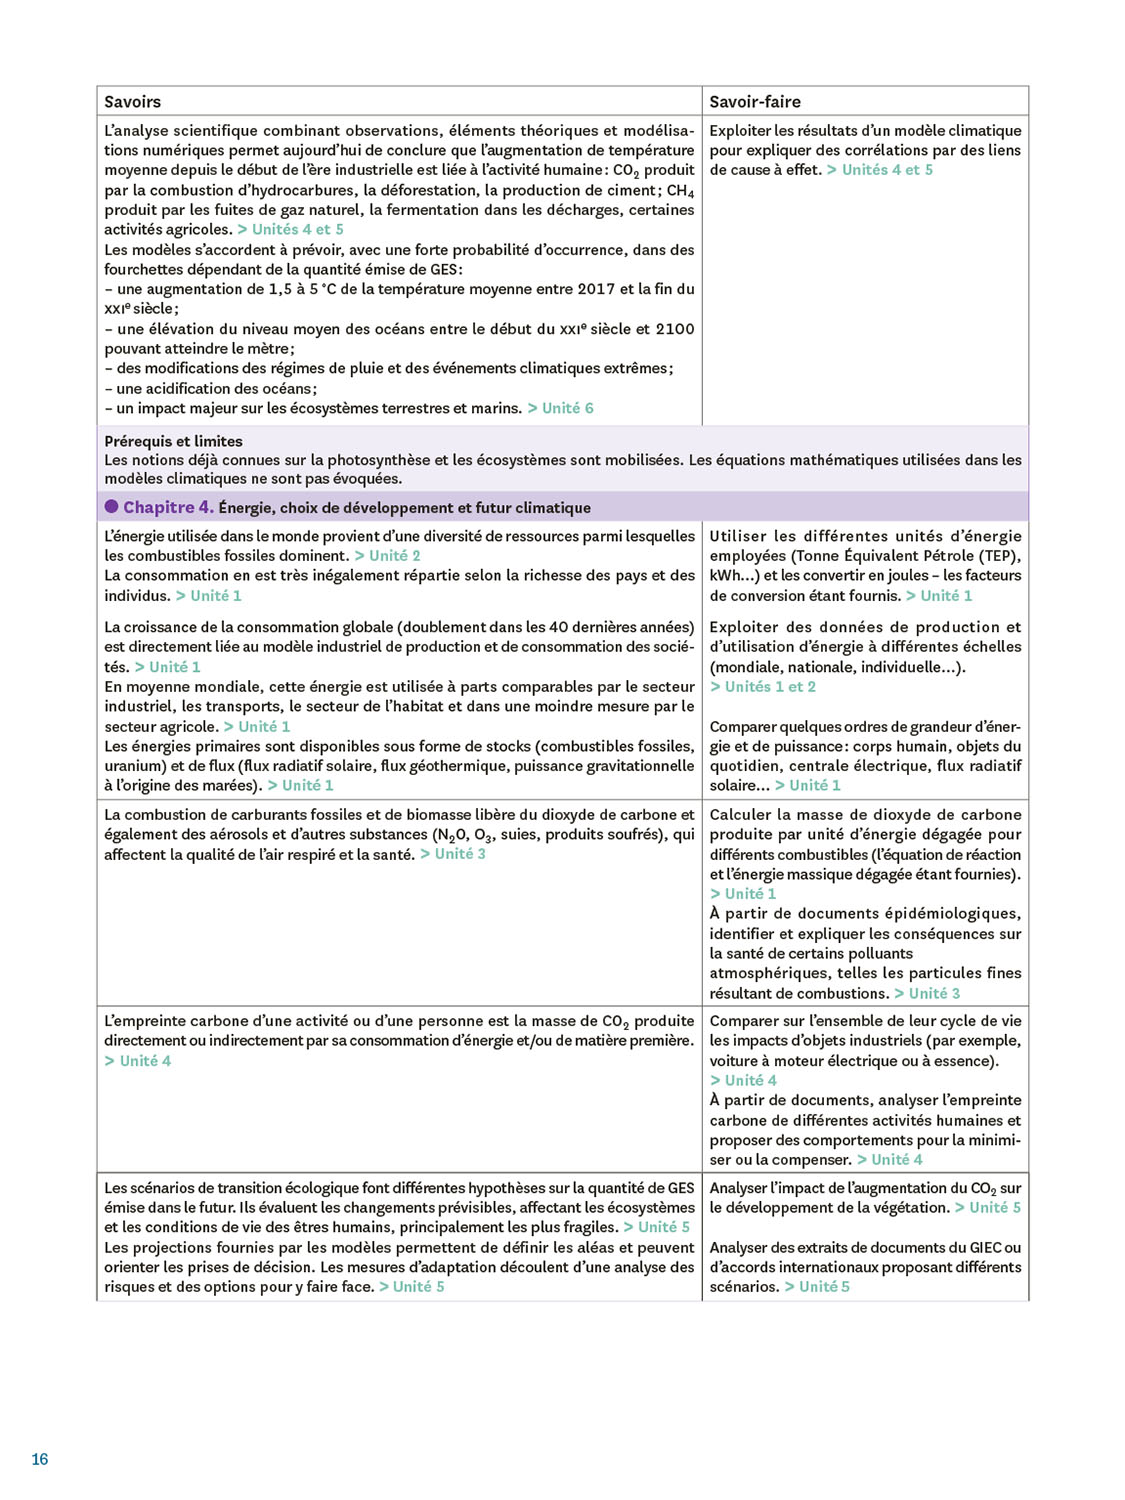 Savoirs
Savoir-faire
L’analyse scientifique combinant observations, éléments théoriques et modélisa-
tions numériques permet aujourd’hui de conclure que l’augmentation de température
moyenne depuis le début de l’ère industrielle est liée à l’activité humaine : CO₂ produit
par la combustion d’hydrocarbures, la déforestation, la production de ciment ; CH₄
produit par les fuites de gaz naturel, la fermentation dans les décharges, certaines
activités agricoles. > Unités 4 et 5
Les modèles s’accordent à prévoir, avec une forte probabilité d’occurrence, dans des
fourchettes dépendant de la quantité émise de GES :
– une augmentation de 1,5 à 5 °C de la température moyenne entre 2017 et la fin du
XXIᵉ siècle ;
– une élévation du niveau moyen des océans entre le début du XXIᵉ siècle et 2100
pouvant atteindre le mètre ;
– des modifications des régimes de pluie et des événements climatiques extrêmes ;
– une acidification des océans ;
– un impact majeur sur les écosystèmes terrestres et marins. > Unité 6
Exploiter les résultats d’un modèle climatique
pour expliquer des corrélations par des liens
de cause à effet. > Unités 4 et 5
Prérequis et limites
Les notions déjà connues sur la photosynthèse et les écosystèmes sont mobilisées. Les équations mathématiques utilisées dans les
modèles climatiques ne sont pas évoquées.
● Chapitre 4. Énergie, choix de développement et futur climatique
L’énergie utilisée dans le monde provient d’une diversité de ressources parmi lesquelles
les combustibles fossiles dominent. > Unité 2
La consommation en est très inégalement répartie selon la richesse des pays et des
individus. > Unité 1
La croissance de la consommation globale (doublement dans les 40 dernières années)
est directement liée au modèle industriel de production et de consommation des socié-
tés. > Unité 1
En moyenne mondiale, cette énergie est utilisée à parts comparables par le secteur
industriel, les transports, le secteur de l’habitat et dans une moindre mesure par le
secteur agricole. > Unité 1
Les énergies primaires sont disponibles sous forme de stocks (combustibles fossiles,
uranium) et de flux (flux radiatif solaire, flux géothermique, puissance gravitationnelle
à l’origine des marées). > Unité 1
Utiliser les différentes unités d’énergie
employées (Tonne Équivalent Pétrole (TEP),
kWh…) et les convertir en joules – les facteurs
de conversion étant fournis. > Unité 1
Exploiter des données de production et
d’utilisation d’énergie à différentes échelles
(mondiale, nationale, individuelle…).
> Unités 1 et 2
Comparer quelques ordres de grandeur d’éner-
gie et de puissance : corps humain, objets du
quotidien, centrale électrique, flux radiatif
solaire… > Unité 1
La combustion de carburants fossiles et de biomasse libère du dioxyde de carbone et
également des aérosols et d’autres substances (N₂O, O₃, suies, produits soufrés), qui
affectent la qualité de l’air respiré et la santé. > Unité 3
Calculer la masse de dioxyde de carbone
produite par unité d’énergie dégagée pour
différents combustibles (l’équation de réaction
et l’énergie massique dégagée étant fournies).
> Unité 1
À partir de documents épidémiologiques,
identifier et expliquer les conséquences sur
la santé de certains polluants
atmosphériques, telles les particules fines
résultant de combustions. > Unité 3
L’empreinte carbone d’une activité ou d’une personne est la masse de CO₂ produite
directement ou indirectement par sa consommation d’énergie et/ou de matière première.
> Unité 4
Comparer sur l’ensemble de leur cycle de vie
les impacts d’objets industriels (par exemple,
voiture à moteur électrique ou à essence).
> Unité 4
À partir de documents, analyser l’empreinte
carbone de différentes activités humaines et
proposer des comportements pour la minimi-
ser ou la compenser. > Unité 4
Les scénarios de transition écologique font différentes hypothèses sur la quantité de GES
émise dans le futur. Ils évaluent les changements prévisibles, affectant les écosystèmes
et les conditions de vie des êtres humains, principalement les plus fragiles. > Unité 5
Les projections fournies par les modèles permettent de définir les aléas et peuvent
orienter les prises de décision. Les mesures d’adaptation découlent d’une analyse des
risques et des options pour y faire face. > Unité 5
Analyser l’impact de l’augmentation du CO₂ sur
le développement de la végétation. > Unité 5
Analyser des extraits de documents du GIEC ou
d’accords internationaux proposant différents
scénarios. > Unité 5
16